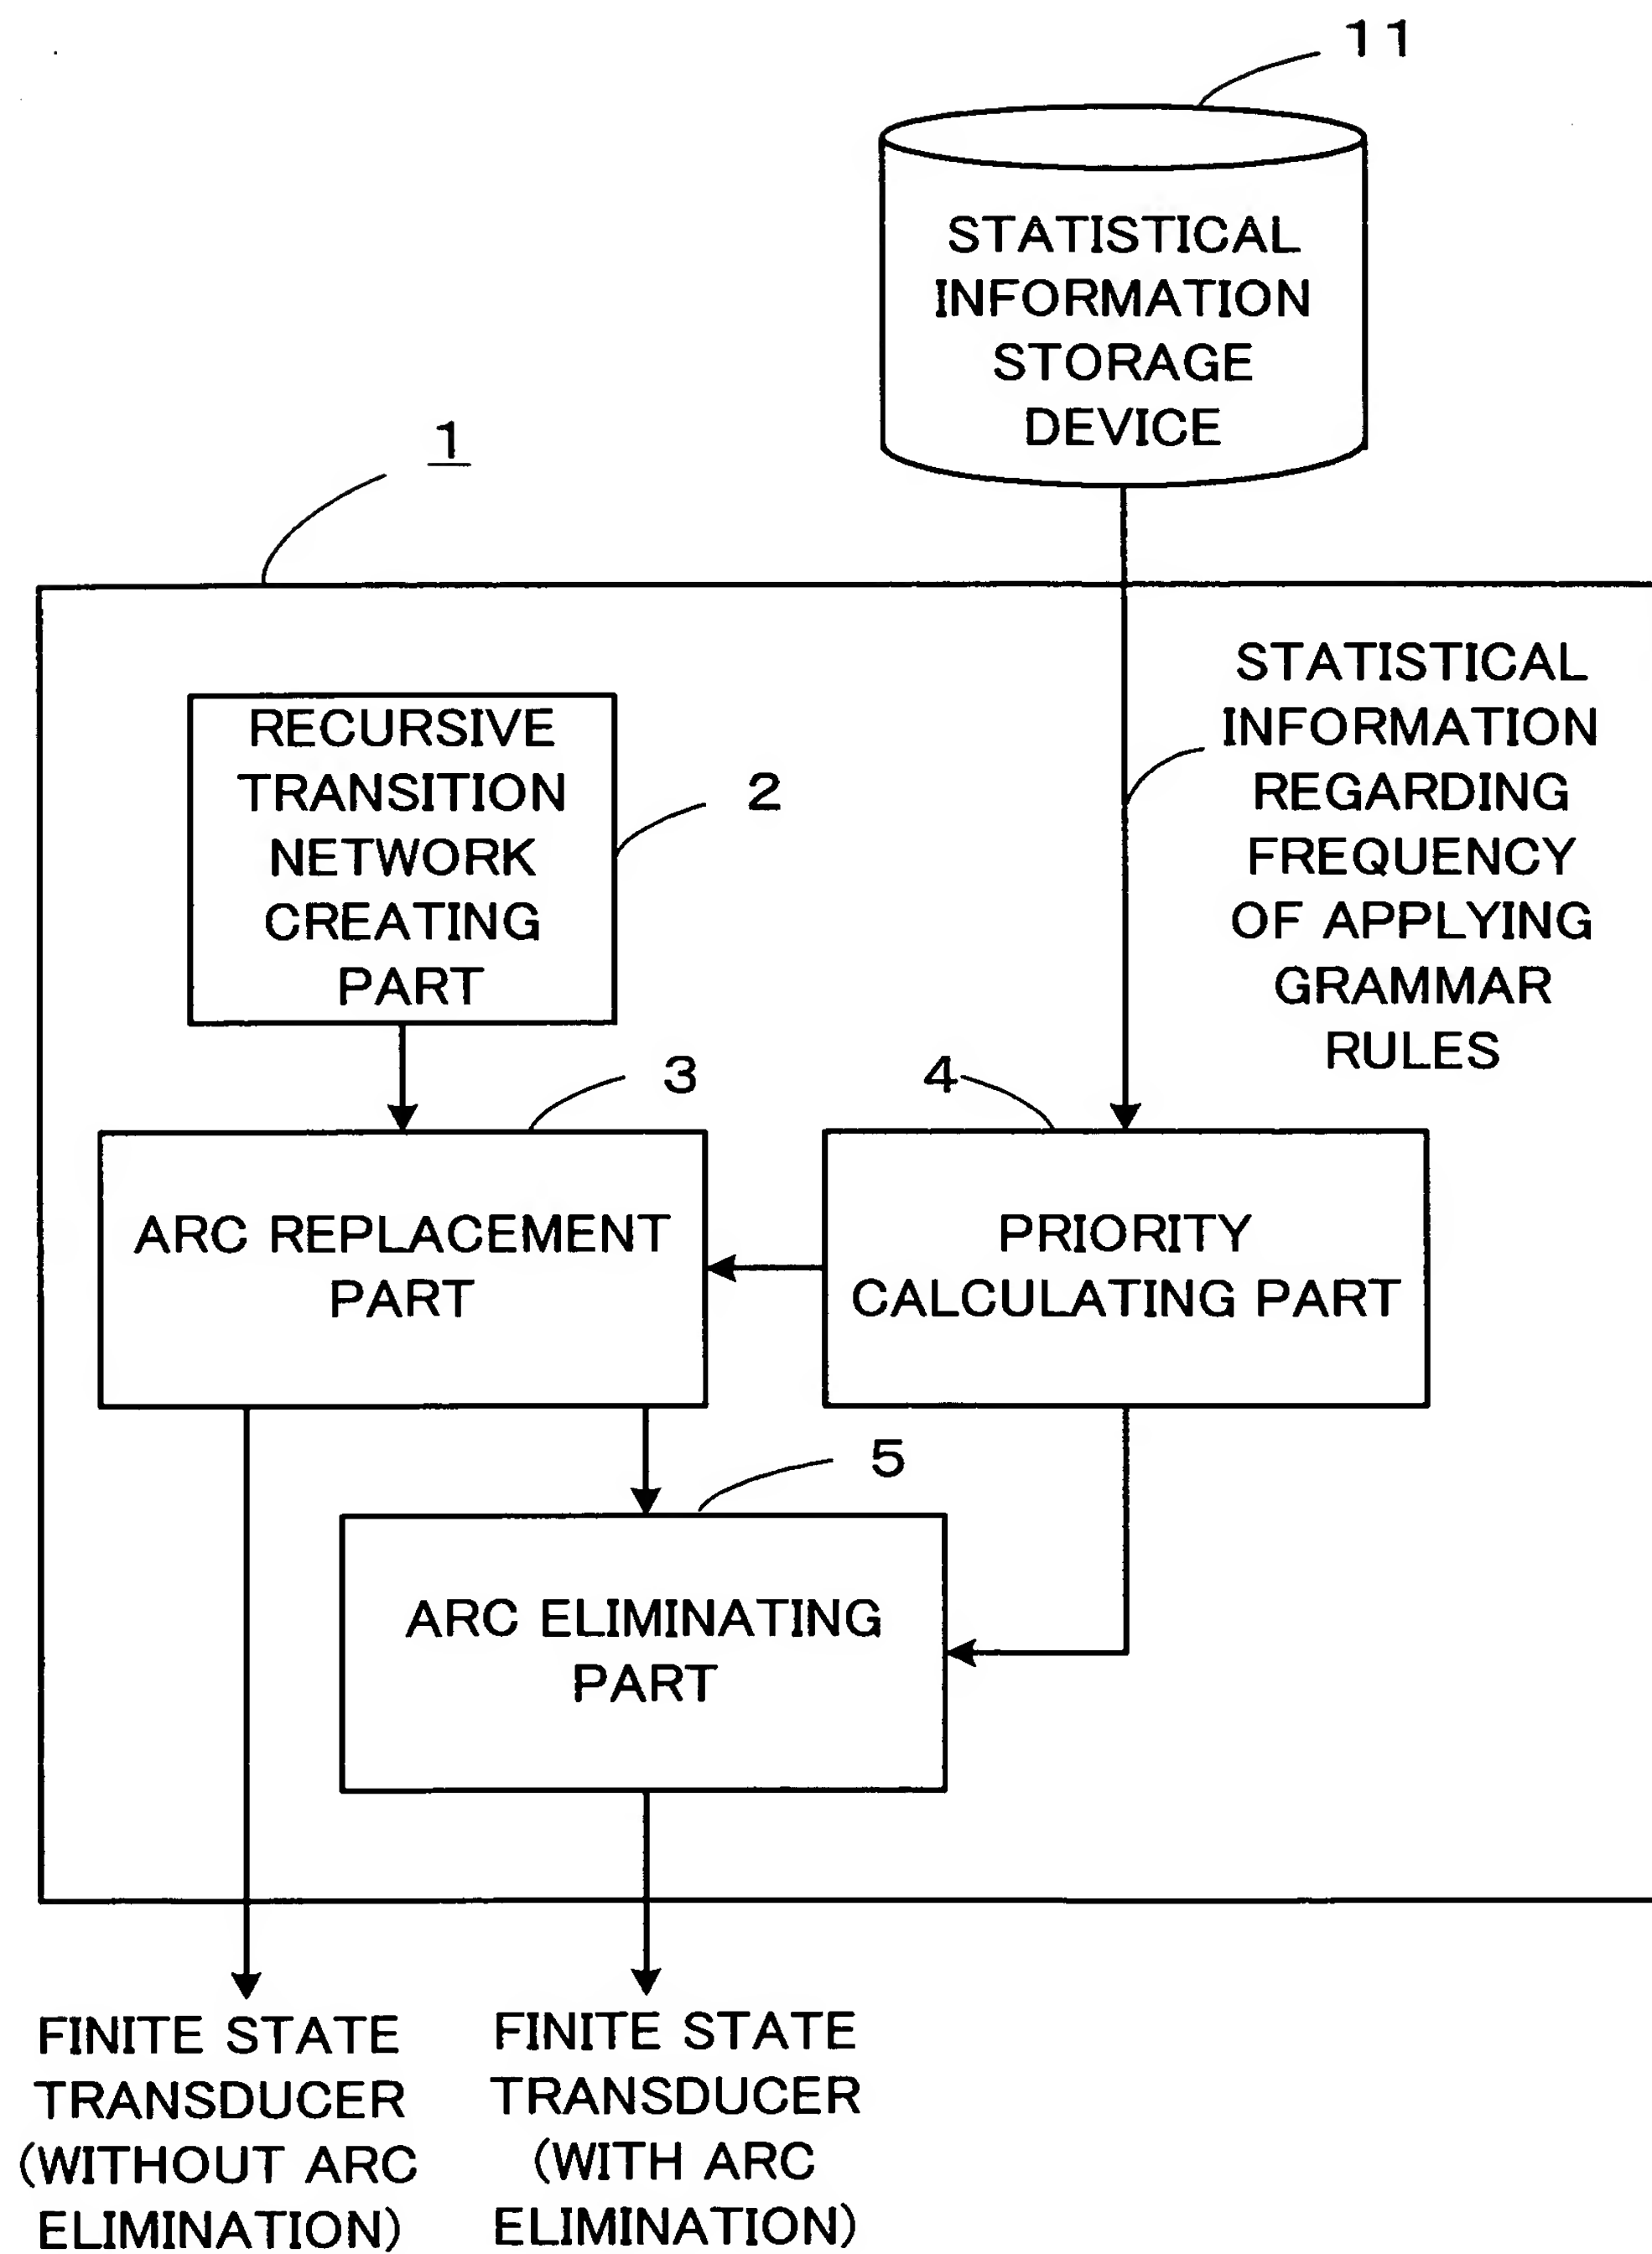 11
STATISTICAL
INFORMATION
STORAGE
DEVICE
1
STATISTICAL
INFORMATION
REGARDING
FREQUENCY
OF APPLYING
GRAMMAR
RULES
RECURSIVE
TRANSITION
NETWORK
CREATING
PART
2
3
4
ARC REPLACEMENT
PART
PRIORITY
CALCULATING PART
5
ARC ELIMINATING
PART
FINITE STATE
TRANSDUCER
(WITHOUT ARC
ELIMINATION)
FINITE STATE
TRANSDUCER
(WITH ARC
ELIMINATION)